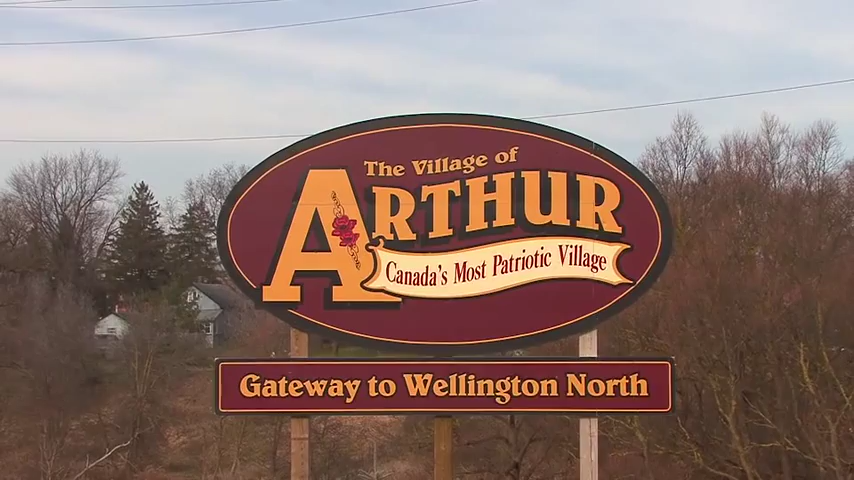 The Village of
ARTHUR
Canada's Most Patriotic Village
Gateway to Wellington North